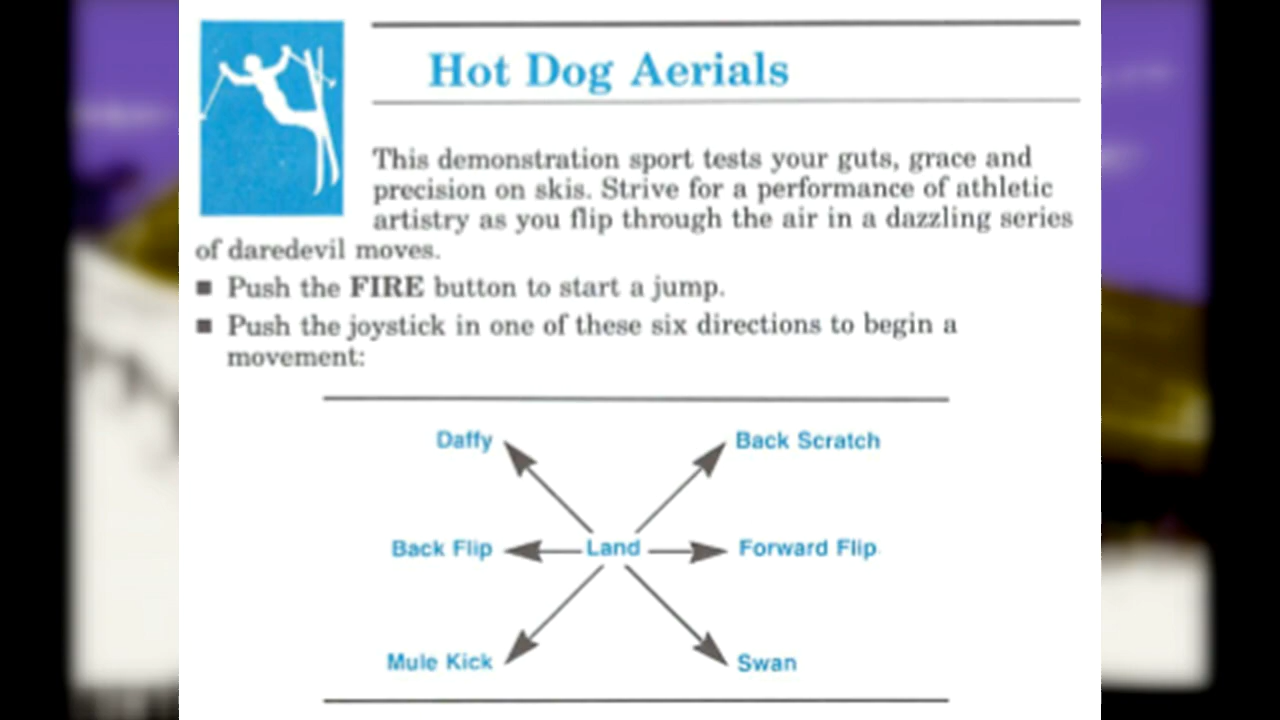 Hot Dog Aerials
This demonstration sport tests your guts, grace and
precision on skis. Strive for a performance of athletic
artistry as you flip through the air in a dazzling series
of daredevil moves.
■ Push the FIRE button to start a jump.
■ Push the joystick in one of these six directions to begin a
movement:
Daffy Back Scratch
Back Flip Land Forward Flip
Mule Kick Swan